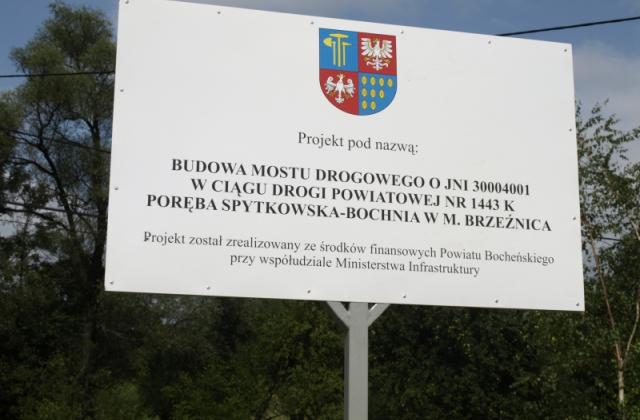 Projekt pod nazwą:
BUDOWA MOSTU DROGOWEGO O JNI 30004001
W CIĄGU DROGI POWIATOWEJ NR 1443 K
PORĘBA SPYTKOWSKA-BOCHNIA W M. BRZEŹNICA
Projekt został zrealizowany ze środków finansowych Powiatu Bocheńskiego
przy współudziale Ministerstwa Infrastruktury